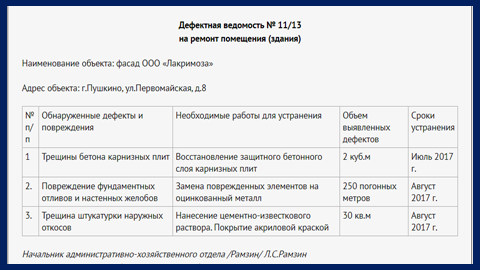 Дефектная ведомость № 11/13
на ремонт помещения (здания)
Наименование объекта: фасад ООО «Лакримоза»
Адрес объекта: г.Пушкино, ул.Первомайская, д.8
№ п/п
Обнаруженные дефекты и
повреждения
Необходимые работы для устранения
Объем
выявленных
дефектов
Сроки
устранения
1
Трещины бетона карнизных плит
Восстановление защитного бетонного
слоя карнизных плит
2 куб.м
Июль 2017
г.
2.
Повреждение фундаментных
отливов и настенных желобов
Замена поврежденных элементов на
оцинкованный металл
250 погонных
метров
Август
2017 г.
3.
Трещина штукатурки наружных
откосов
Нанесение цементно-известкового
раствора. Покрытие акриловой краской
30 кв.м
Август
2017 г.
Начальник административно-хозяйственного отдела /Рамзин/ Л.С.Рамзин